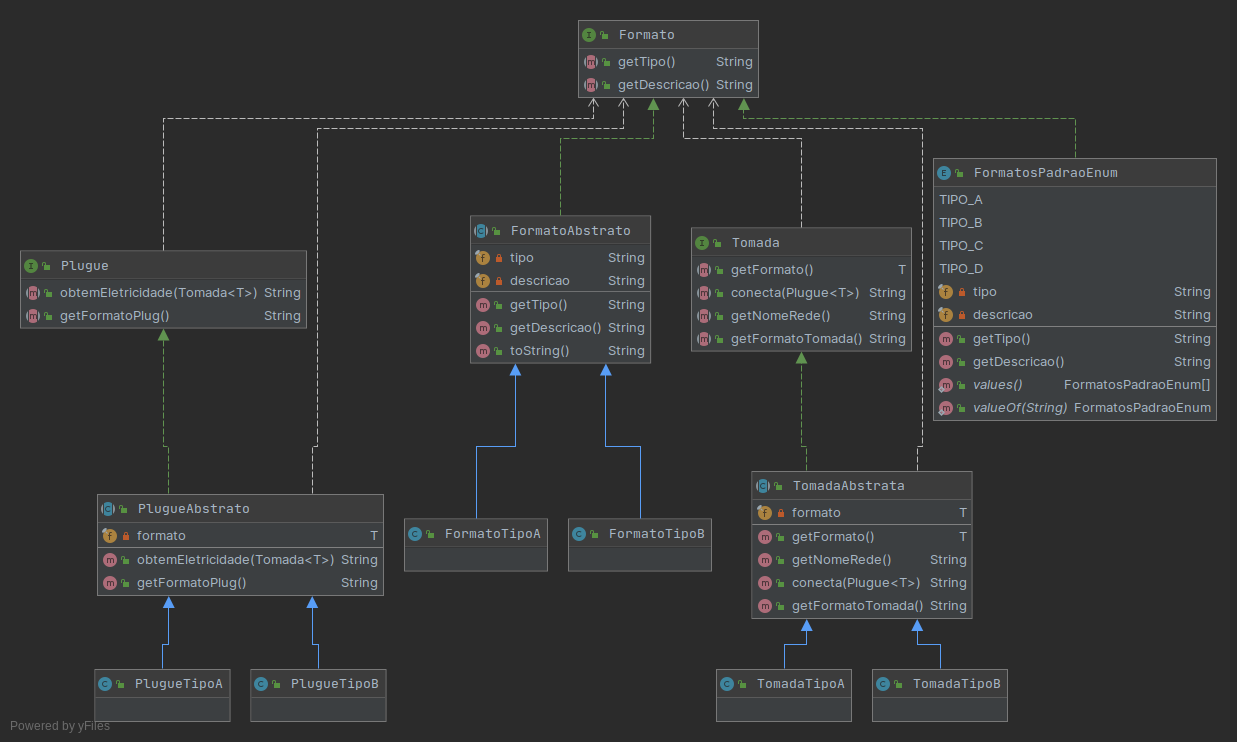 Formato
getTipo() String
getDescricao() String
FormatosPadraoEnum
TIPO_A
TIPO_B
TIPO_C
TIPO_D
tipo String
descricao String
getTipo() String
getDescricao() String
values() FormatosPadraoEnum[]
valueOf(String) FormatosPadraoEnum
FormatoAbstrato
tipo String
descricao String
getTipo() String
getDescricao() String
toString() String
Tomada
getFormato() T
conecta(Plugue<T>) String
getNomeRede() String
getFormatoTomada() String
Plugue
obtemEletricidade(Tomada<T>) String
getFormatoPlug() String
PlugueAbstrato
formato T
obtemEletricidade(Tomada<T>) String
getFormatoPlug() String
FormatoTipoA
FormatoTipoB
TomadaAbstrata
formato T
getFormato() T
getNomeRede() String
conecta(Plugue<T>) String
getFormatoTomada() String
PlugueTipoA
PlugueTipoB
TomadaTipoA
TomadaTipoB
Powered by yFiles